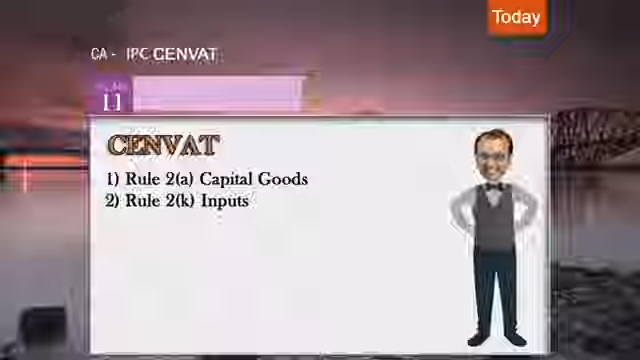 Today
CA - IPC CENVAT
11
CENVAT
1) Rule 2(a) Capital Goods
2) Rule 2(k) Inputs